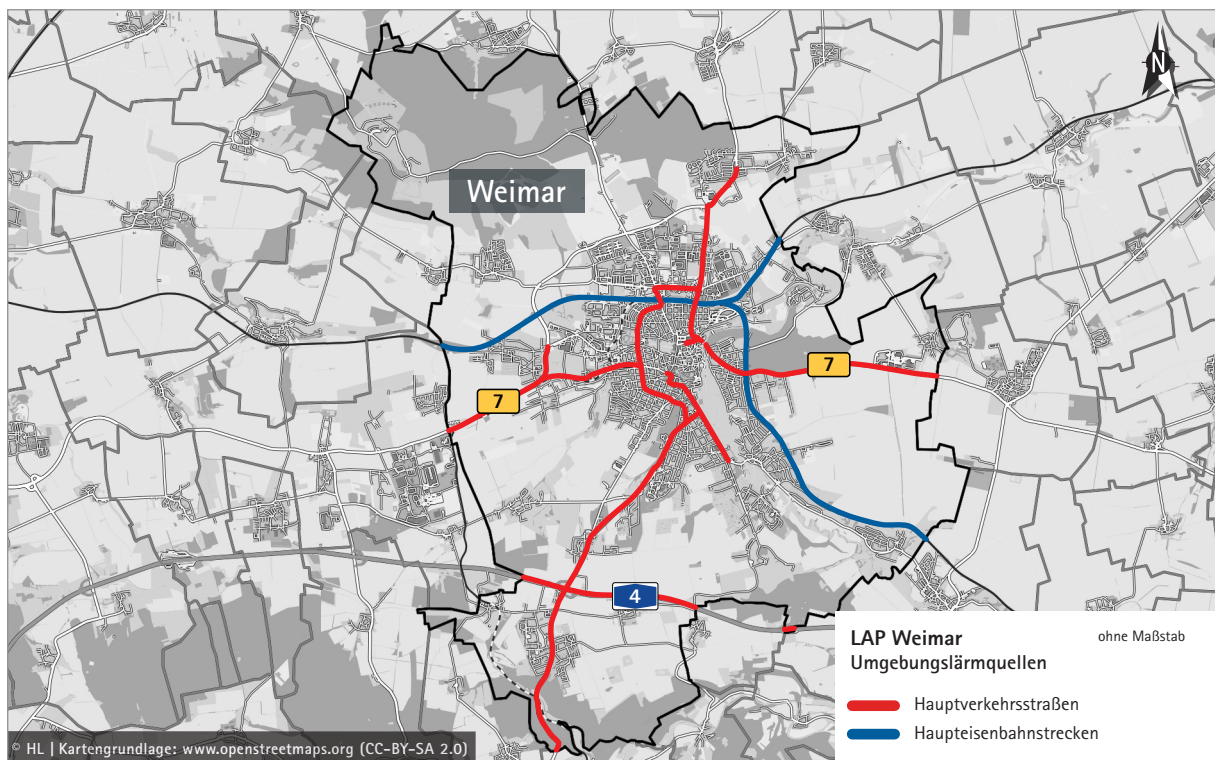 N
Weimar
7
7
4
LAP Weimar
ohne Maßstab
Umgebungslärmquellen
Hauptverkehrsstraßen
Haupteisenbahnstrecken
© HL | Kartengrundlage: www.openstreetmaps.org (CC-BY-SA 2.0)